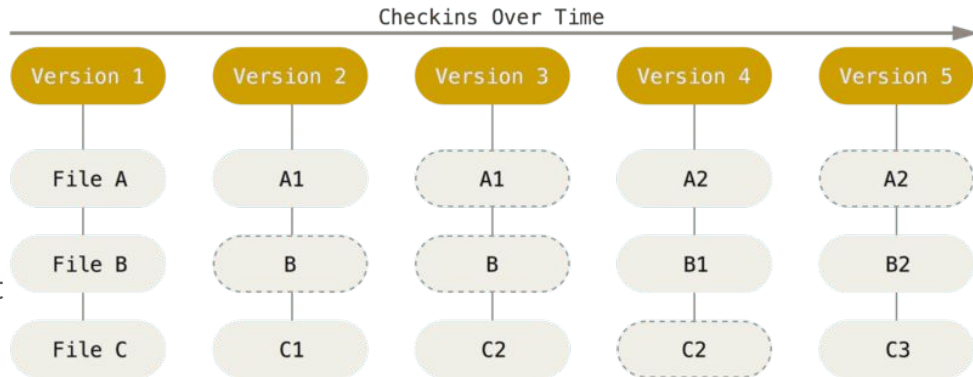 Checkins Over Time
Version 1 Version 2 Version 3 Version 4 Version 5
File A A1 A1 A2 A2
File B B B B1 B2
File C C1 C2 C2 C3